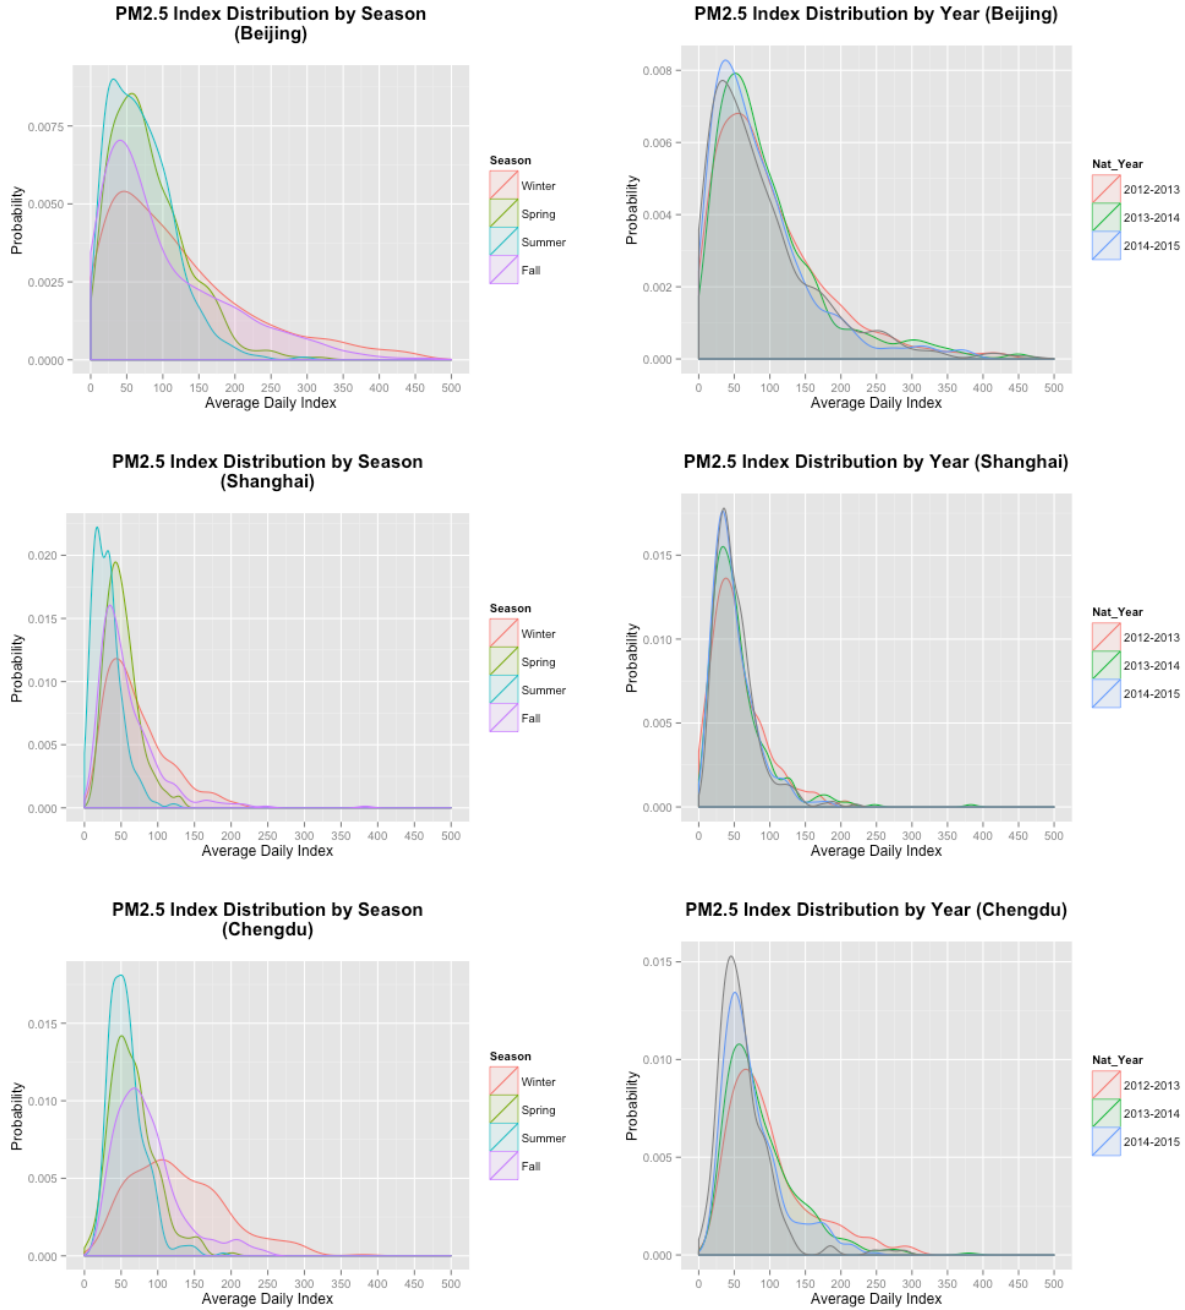 PM2.5 Index Distribution by Season
(Beijing)
Probability
0.0075
0.0050
0.0025
0.0000
0 50 100 150 200 250 300 350 400 450 500
Average Daily Index
Season
Winter
Spring
Summer
Fall
PM2.5 Index Distribution by Year (Beijing)
Probability
0.008
0.006
0.004
0.002
0.000
0 50 100 150 200 250 300 350 400 450 500
Average Daily Index
Nat_Year
2012-2013
2013-2014
2014-2015
PM2.5 Index Distribution by Season
(Shanghai)
Probability
0.020
0.015
0.010
0.005
0.000
0 50 100 150 200 250 300 350 400 450 500
Average Daily Index
Season
Winter
Spring
Summer
Fall
PM2.5 Index Distribution by Year (Shanghai)
Probability
0.015
0.010
0.005
0.000
0 50 100 150 200 250 300 350 400 450 500
Average Daily Index
Nat_Year
2012-2013
2013-2014
2014-2015
PM2.5 Index Distribution by Season
(Chengdu)
Probability
0.015
0.010
0.005
0.000
0 50 100 150 200 250 300 350 400 450 500
Average Daily Index
Season
Winter
Spring
Summer
Fall
PM2.5 Index Distribution by Year (Chengdu)
Probability
0.015
0.010
0.005
0.000
0 50 100 150 200 250 300 350 400 450 500
Average Daily Index
Nat_Year
2012-2013
2013-2014
2014-2015